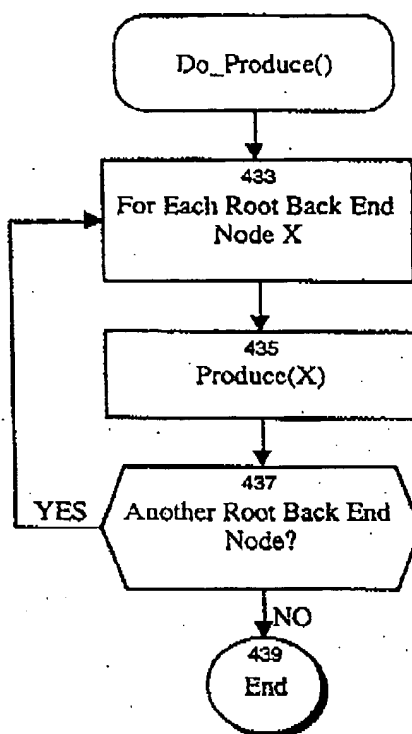 Do_Produce()
433
For Each Root Back End
Node X
435
Produce(X)
437
YES
Another Root Back End
Node?
NO
439
End